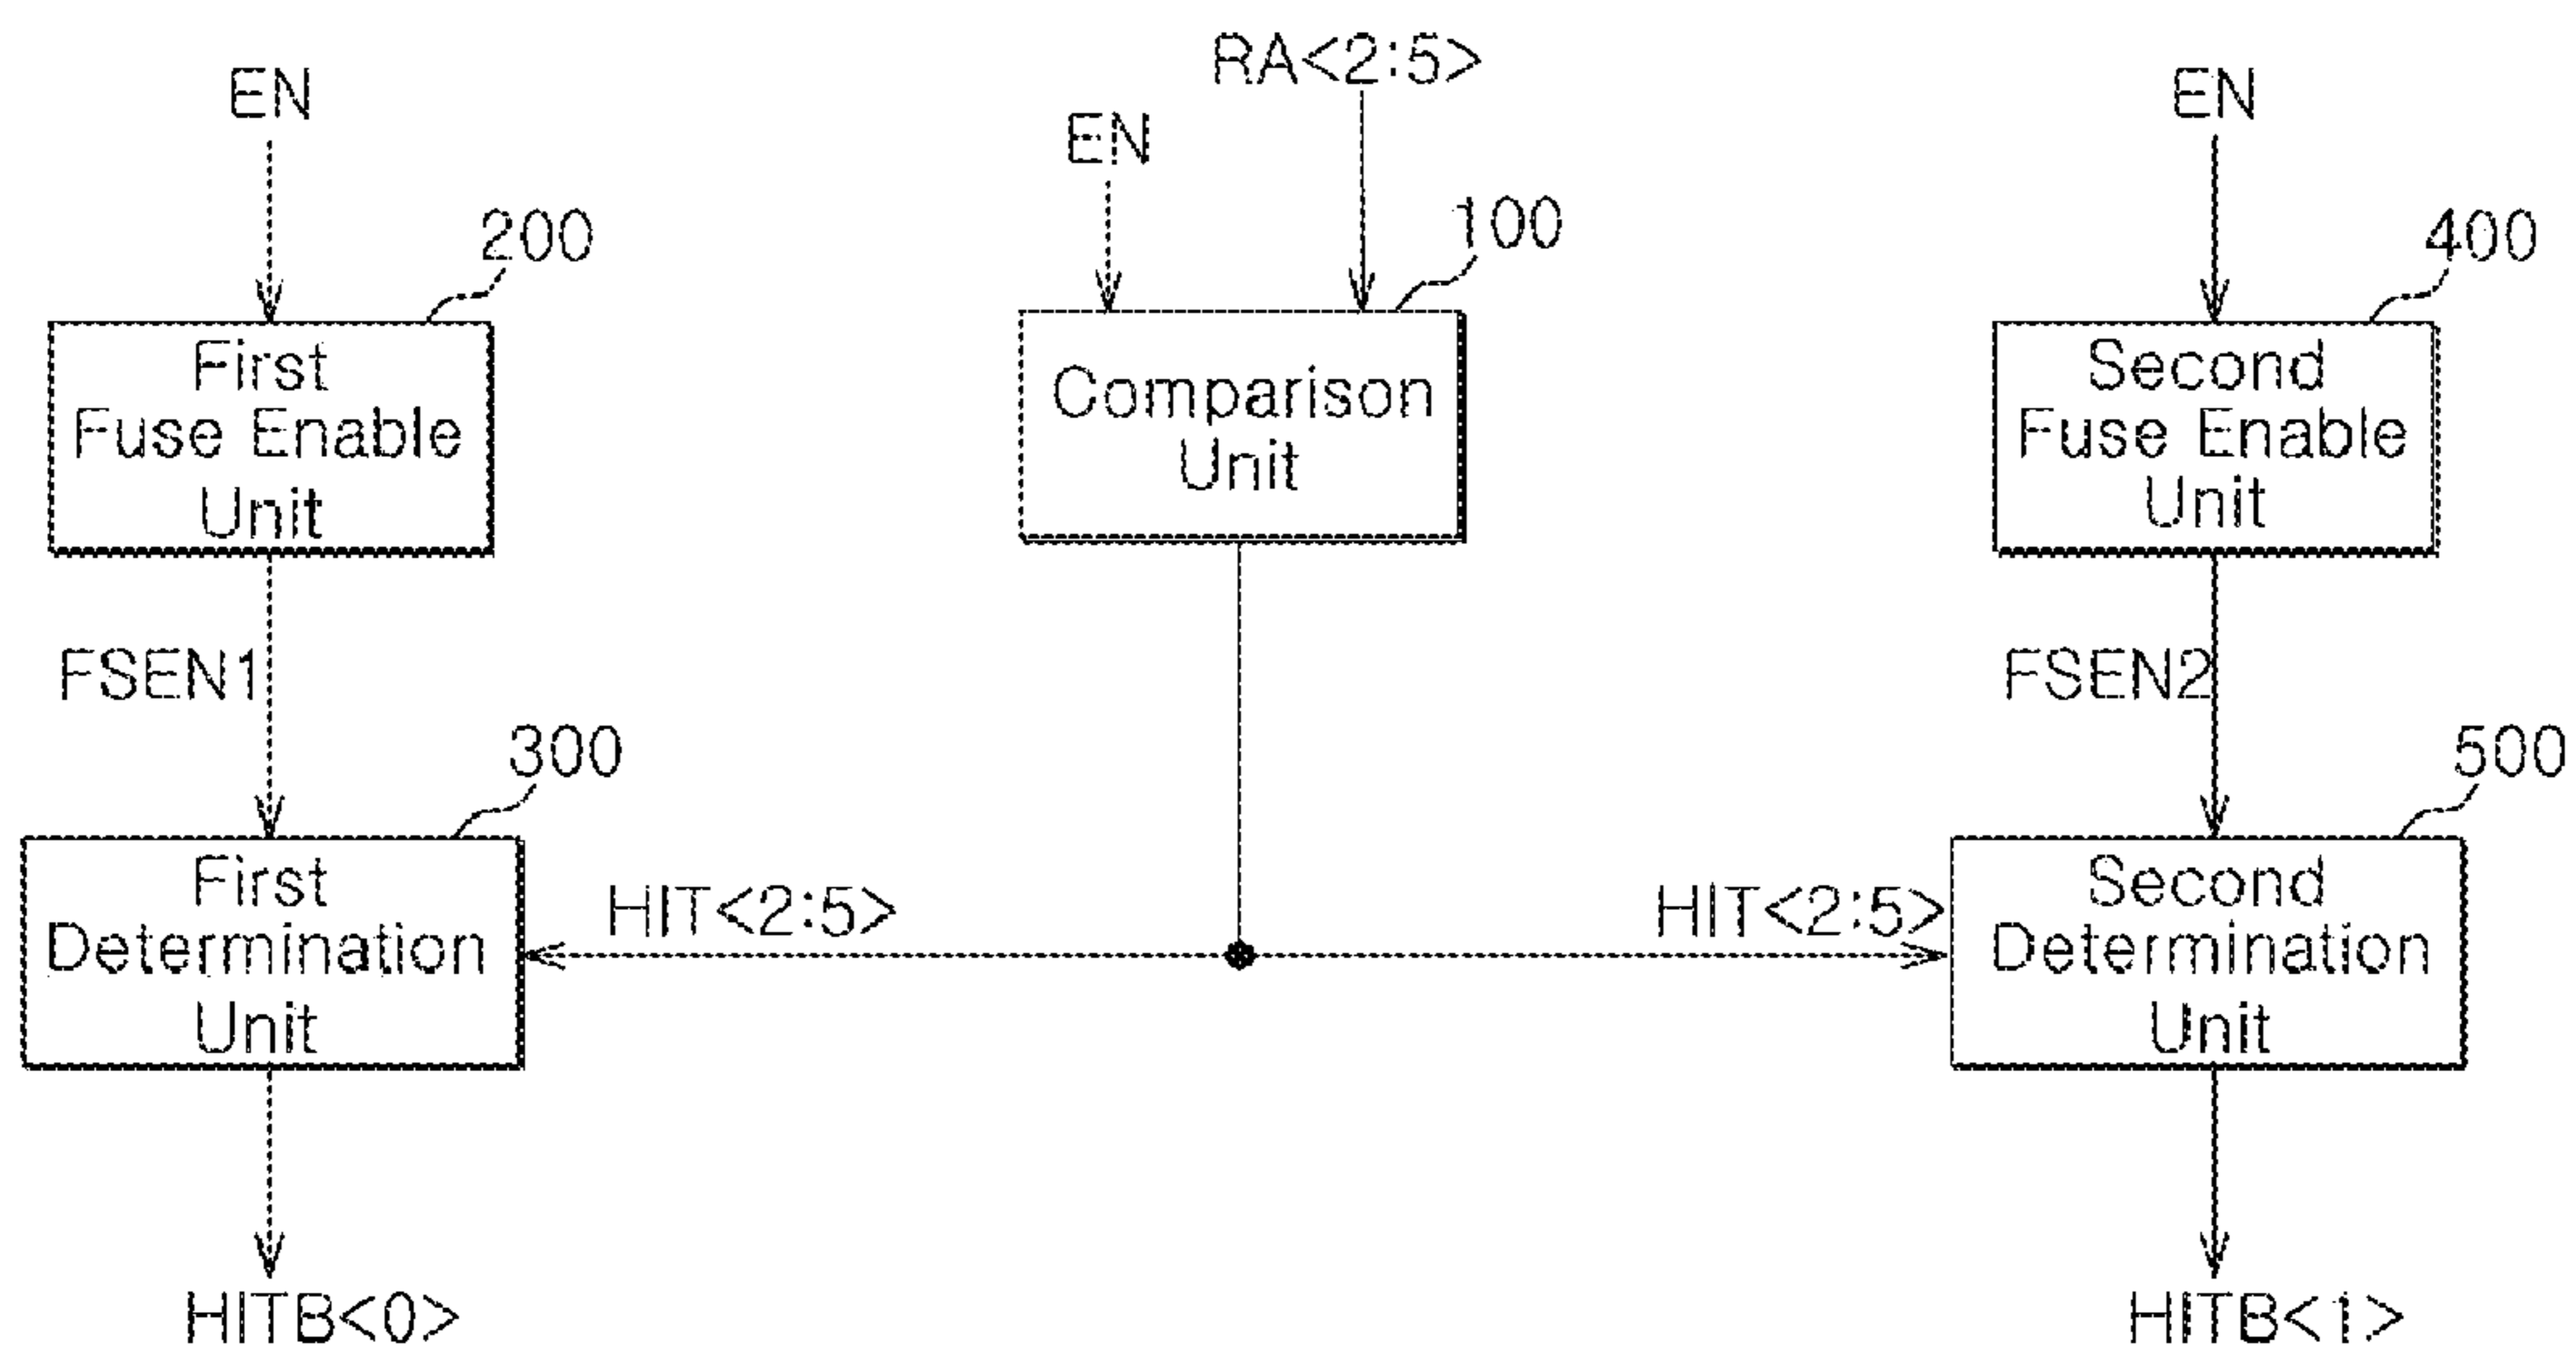 RA<2:5>
EN
EN
EN
200
100
400
First
Fuse Enable
Unit
Comparison
Unit
Second
Fuse Enable
Unit
FSEN1
FSEN2
300
500
First
Determination
Unit
HIT<2:5>
HIT<2:5>
Second
Determination
Unit
HITB<0>
HITB<1>